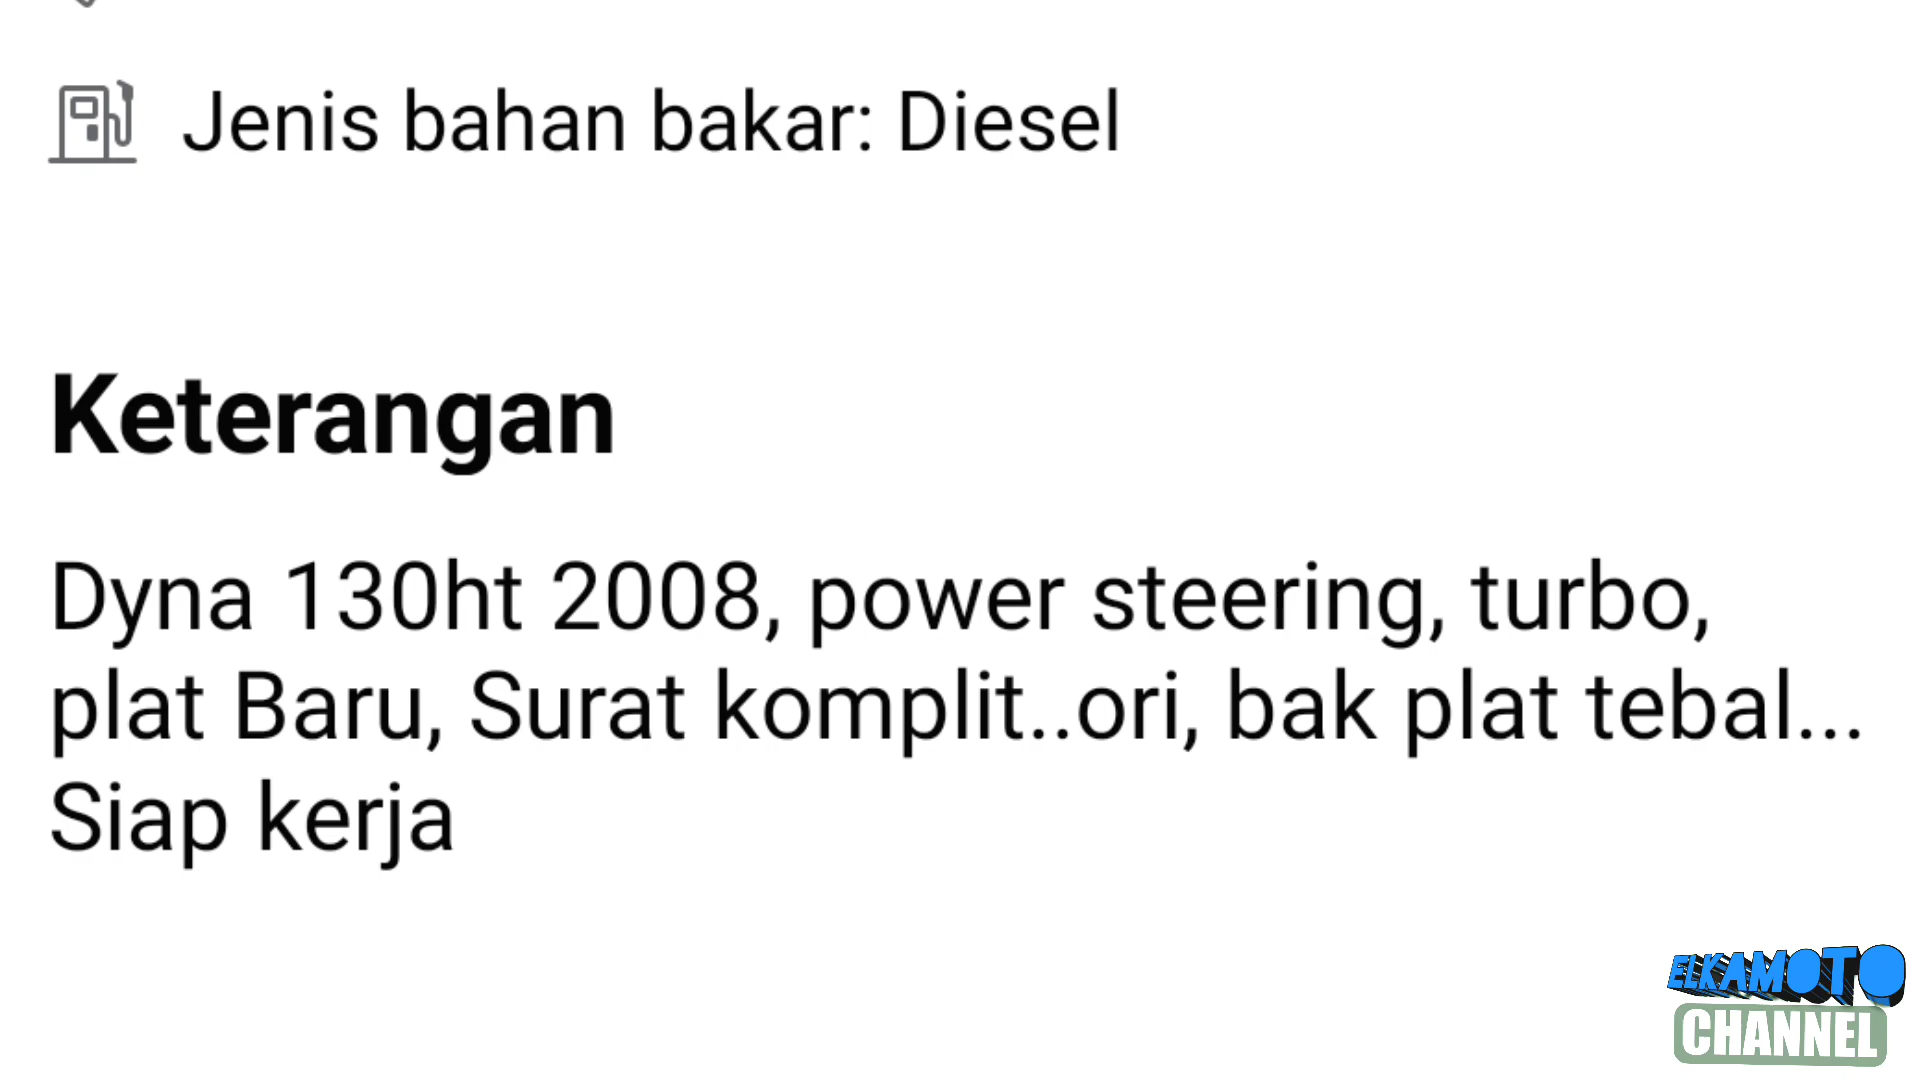 Jenis bahan bakar: Diesel
Keterangan
Dyna 130ht 2008, power steering, turbo,
plat Baru, Surat komplit..ori, bak plat tebal...
Siap kerja
ELKAMOTO
CHANNEL